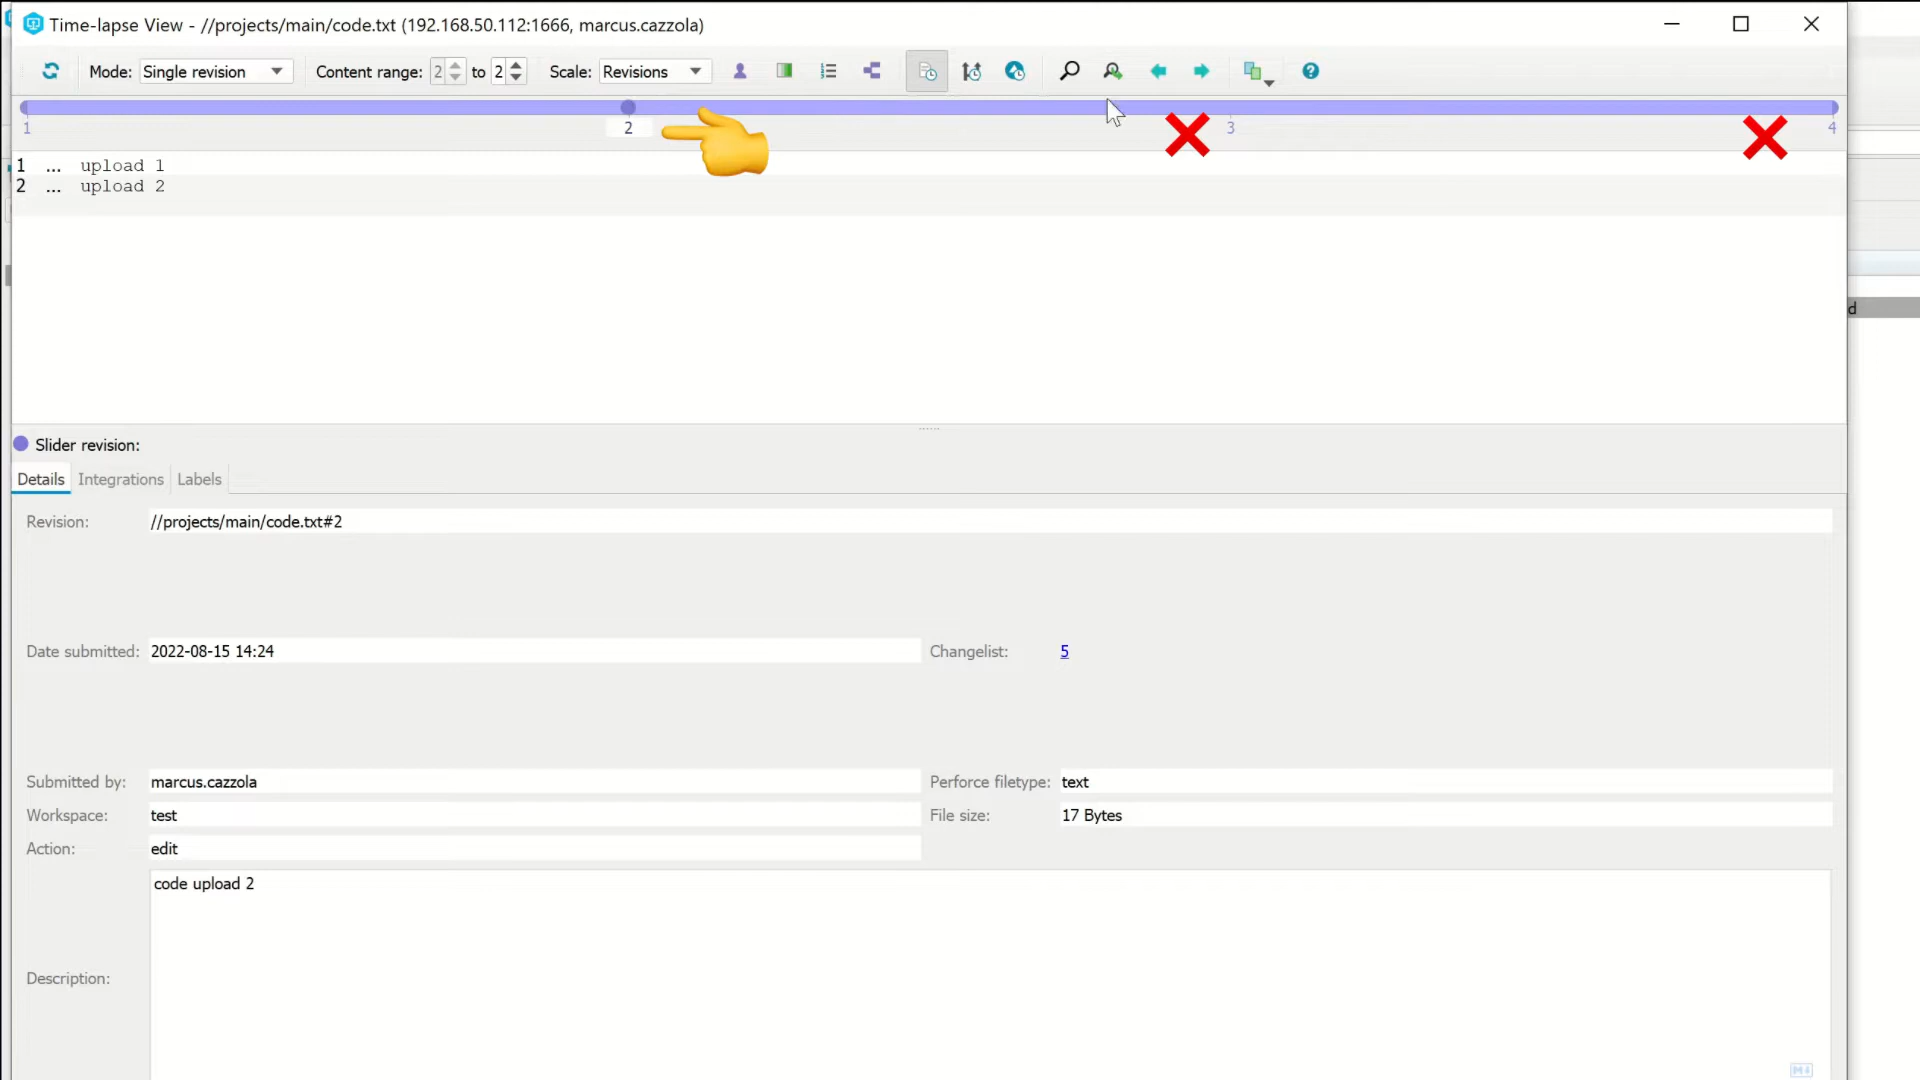 Time-lapse View - //projects/main/code.txt (192.168.50.112:1666, marcus.cazzola)
Mode: Single revision Content range: 2 to 2 Scale: Revisions
1 2 3 4
1 ... upload 1
2 ... upload 2
d
Slider revision:
Details Integrations Labels
Revision: //projects/main/code.txt#2
Date submitted: 2022-08-15 14:24 Changelist: 5
Submitted by: marcus.cazzola Perforce filetype: text
Workspace: test File size: 17 Bytes
Action: edit
code upload 2
Description: